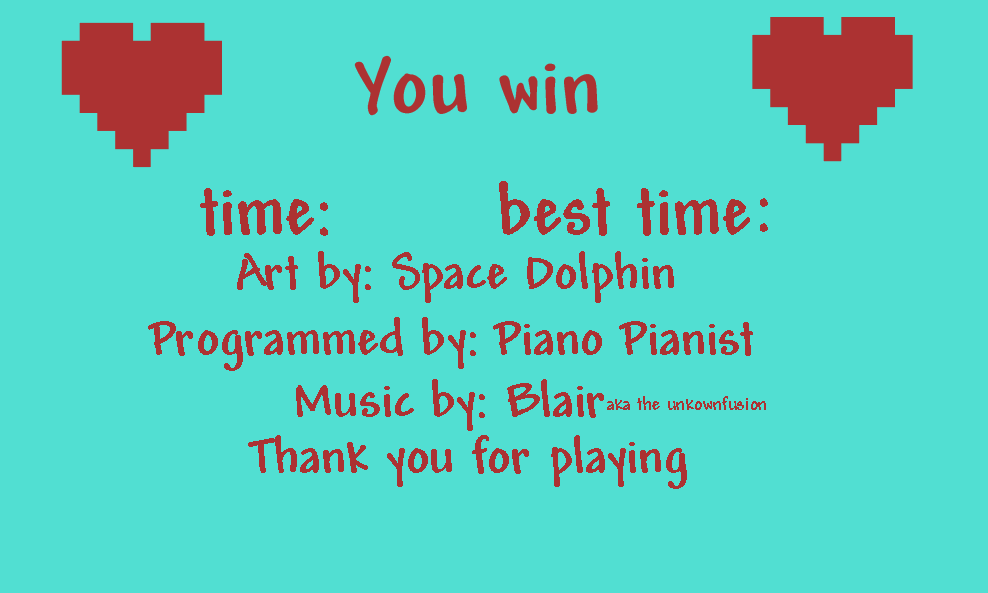 You win
time: best time:
Art by: Space Dolphin
Programmed by: Piano Pianist
Music by: Blair aka the unkownfusion
Thank you for playing